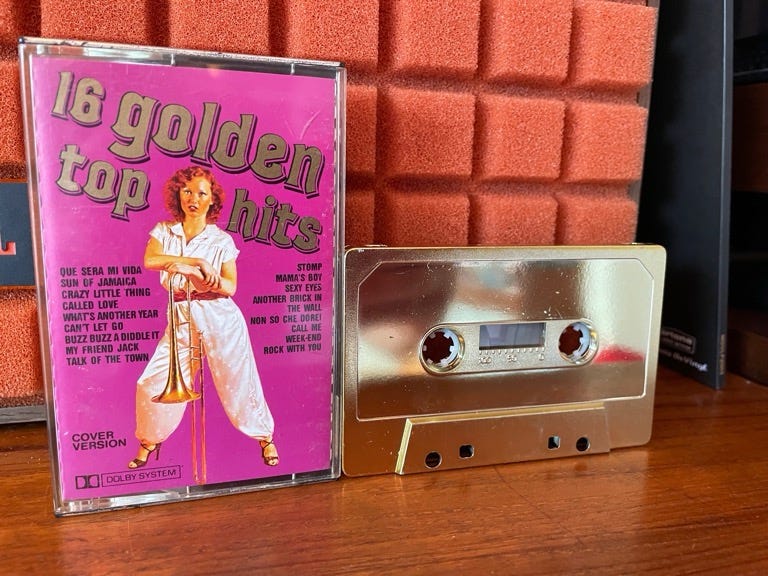 16 golden
top
hits
QUE SERA MI VIDA
SUN OF JAMAICA
CRAZY LITTLE THING
CALLED LOVE
WHAT'S ANOTHER YEAR
CAN'T LET GO
BUZZ BUZZ A DIDDLE IT
MY FRIEND JACK
TALK OF THE TOWN
STOMP
MAMA'S BOY
SEXY EYES
ANOTHER BRICK IN
THE WALL
NON SO CHE DOREI
CALL ME
WEEK-END
ROCK WITH YOU
COVER
VERSION
DOLBY SYSTEM
L